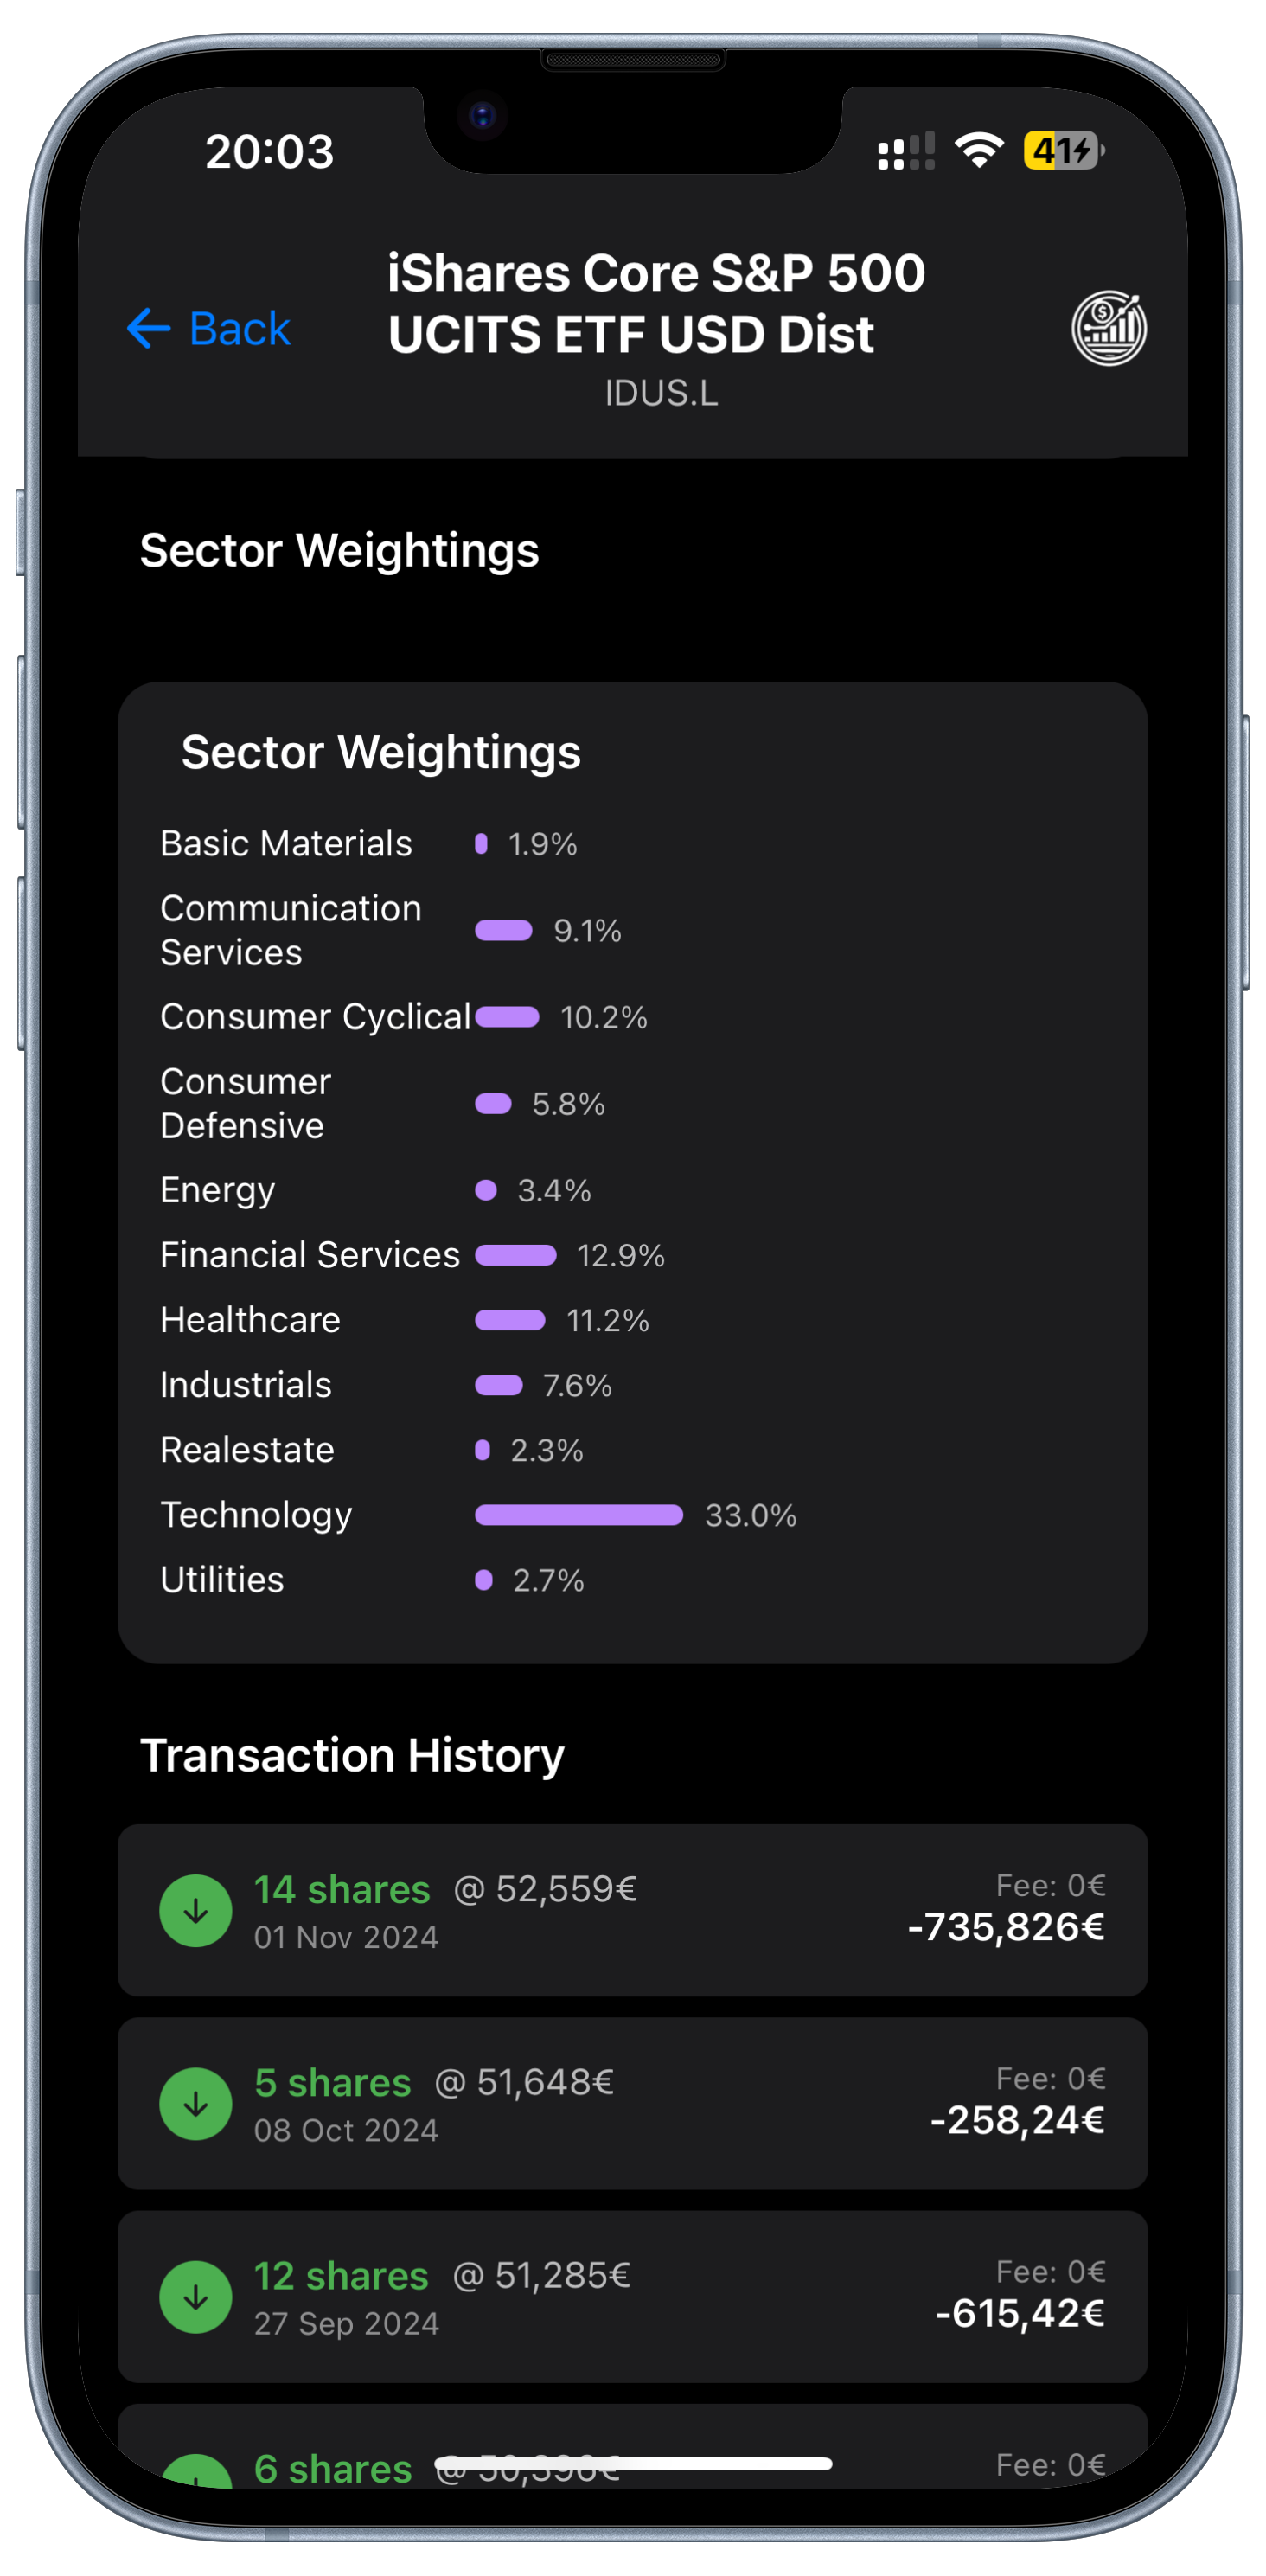 20:03
41
iShares Core S&P 500
UCITS ETF USD Dist
Back
IDUS.L
Sector Weightings
Sector Weightings
Basic Materials 1.9%
Communication
Services 9.1%
Consumer Cyclical 10.2%
Consumer
Defensive 5.8%
Energy 3.4%
Financial Services 12.9%
Healthcare 11.2%
Industrials 7.6%
Realestate 2.3%
Technology 33.0%
Utilities 2.7%
Transaction History
14 shares @ 52,559€ Fee: 0€
01 Nov 2024 -735,826€
5 shares @ 51,648€ Fee: 0€
08 Oct 2024 -258,24€
12 shares @ 51,285€ Fee: 0€
27 Sep 2024 -615,42€
6 shares @ Fee: 0€